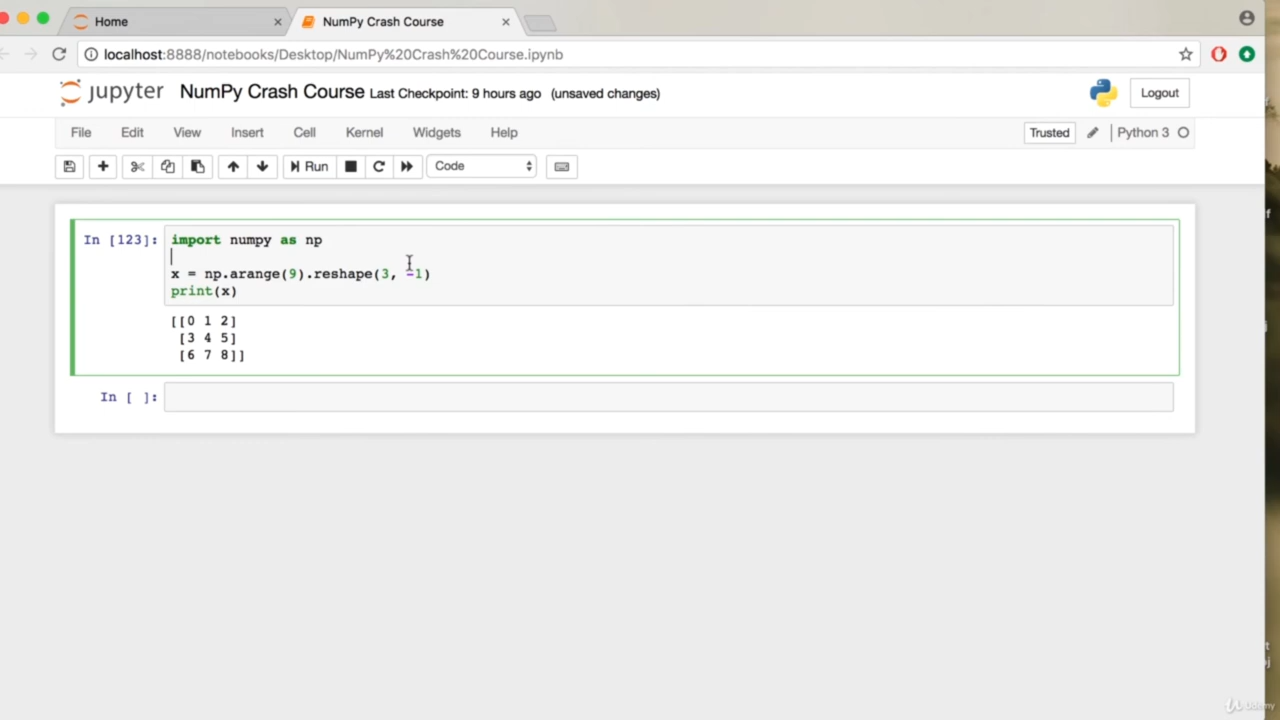 Home
NumPy Crash Course
localhost:8888/notebooks/Desktop/NumPy%20Crash%20Course.ipynb
jupyter NumPy Crash Course Last Checkpoint: 9 hours ago (unsaved changes)
Logout
File Edit View Insert Cell Kernel Widgets Help
Trusted
Python 3
Run
Code
In [123]: import numpy as np
x = np.arange(9).reshape(3, -1)
print(x)
[[0 1 2]
[3 4 5]
[6 7 8]]
In [ ]:
Udemy